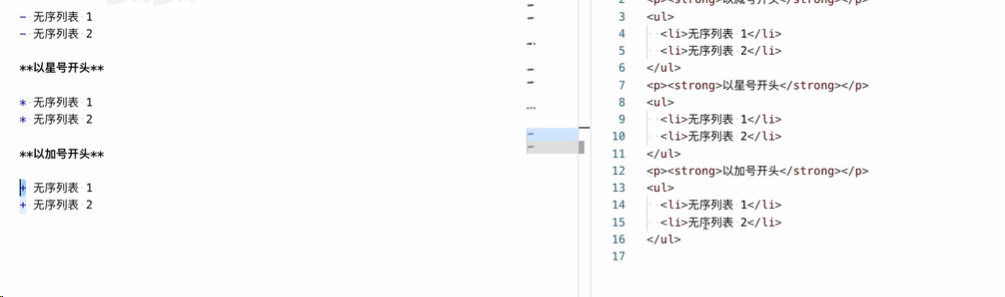 - 无序列表 1
- 无序列表 2
**以星号开头**
* 无序列表 1
* 无序列表 2
**以加号开头**
+ 无序列表 1
+ 无序列表 2
2 <p><strong>以减号开头</strong></p>
3 <ul>
4 <li>无序列表 1</li>
5 <li>无序列表 2</li>
6 </ul>
7 <p><strong>以星号开头</strong></p>
8 <ul>
9 <li>无序列表 1</li>
10 <li>无序列表 2</li>
11 </ul>
12 <p><strong>以加号开头</strong></p>
13 <ul>
14 <li>无序列表 1</li>
15 <li>无序列表 2</li>
16 </ul>
17